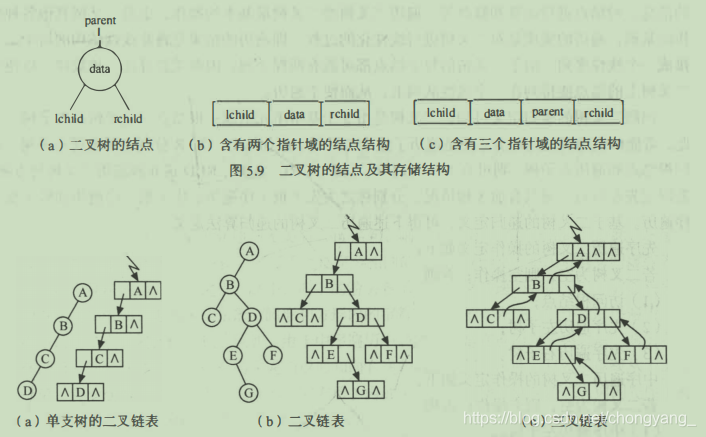 parent
data
lchild rchild
lchild data rchild
lchild data parent rchild
（a）二叉树的结点 （b）含有两个指针域的结点结构 （c）含有三个指针域的结点结构
图5.9 二叉树的结点及其存储结构
A
B
C
D
A ∧
B ∧
C ∧
∧ D ∧
A
B
C D
E F
G
A ∧
B
∧ C ∧ D
∧ E ∧ F ∧
∧ G ∧
A ∧ ∧
B
∧ C ∧ D
∧ E ∧ F ∧
∧ G ∧
（a）单支树的二叉链表 （b）二叉链表 （c） 叉链表
https://blog.csdn.net/chongyang_